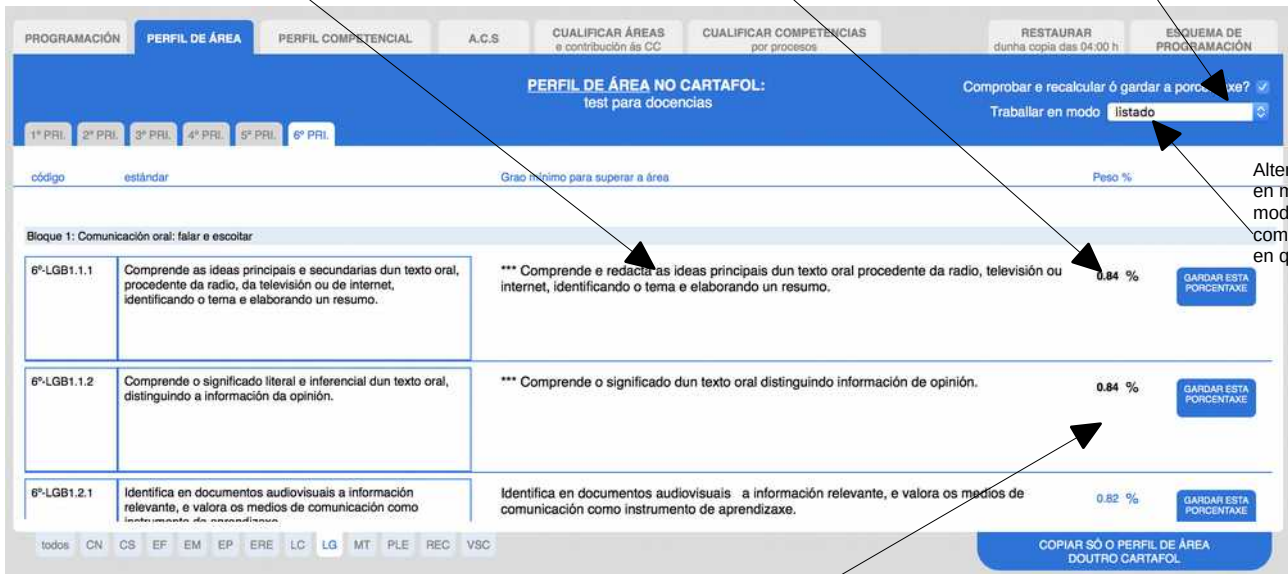 PROGRAMACIÓN PERFIL DE ÁREA PERFIL COMPETENCIAL A.C.S CUALIFICAR ÁREAS CUALIFICAR COMPETENCIAS RESTAURAR ESQUEMA DE
e contribución ás CC por procesos dunha copia das 04:00 h PROGRAMACIÓN
PERFIL DE ÁREA NO CARTAFOL: Comprobar e recalcular ó gardar a porcentaxe?
test para docencias Traballar en modo listado
1º PRI. 2º PRI. 3º PRI. 4º PRI. 5º PRI. 6º PRI.
código estándar Grao mínimo para superar a área Peso %
Bloque 1: Comunicación oral: falar e escoitar
6º-LGB1.1.1 Comprende as ideas principais e secundarias dun texto oral, *** Comprende e redacta as ideas principais dun texto oral procedente da radio, televisión ou 0.84 % GARDAR ESTA
procedente da radio, da televisión ou de internet, internet, identificando o tema e elaborando un resumo. PORCENTAXE
identificando o tema e elaborando un resumo.
6º-LGB1.1.2 Comprende o significado literal e inferencial dun texto oral, *** Comprende o significado dun texto oral distinguindo información de opinión. 0.84 % GARDAR ESTA
distinguindo a información da opinión. PORCENTAXE
6º-LGB1.2.1 Identifica en documentos audiovisuais a información Identifica en documentos audiovisuais a información relevante, e valora os medios de 0.82 % GARDAR ESTA
relevante, e valora os medios de comunicación como comunicación como instrumento de aprendizaxe. PORCENTAXE
instrumento de aprendizaxe.
todos CN CS EF EM EP ERE LC LG MT PLE REC VSC COPIAR SÓ O PERFIL DE ÁREA
DOUTRO CARTAFOL